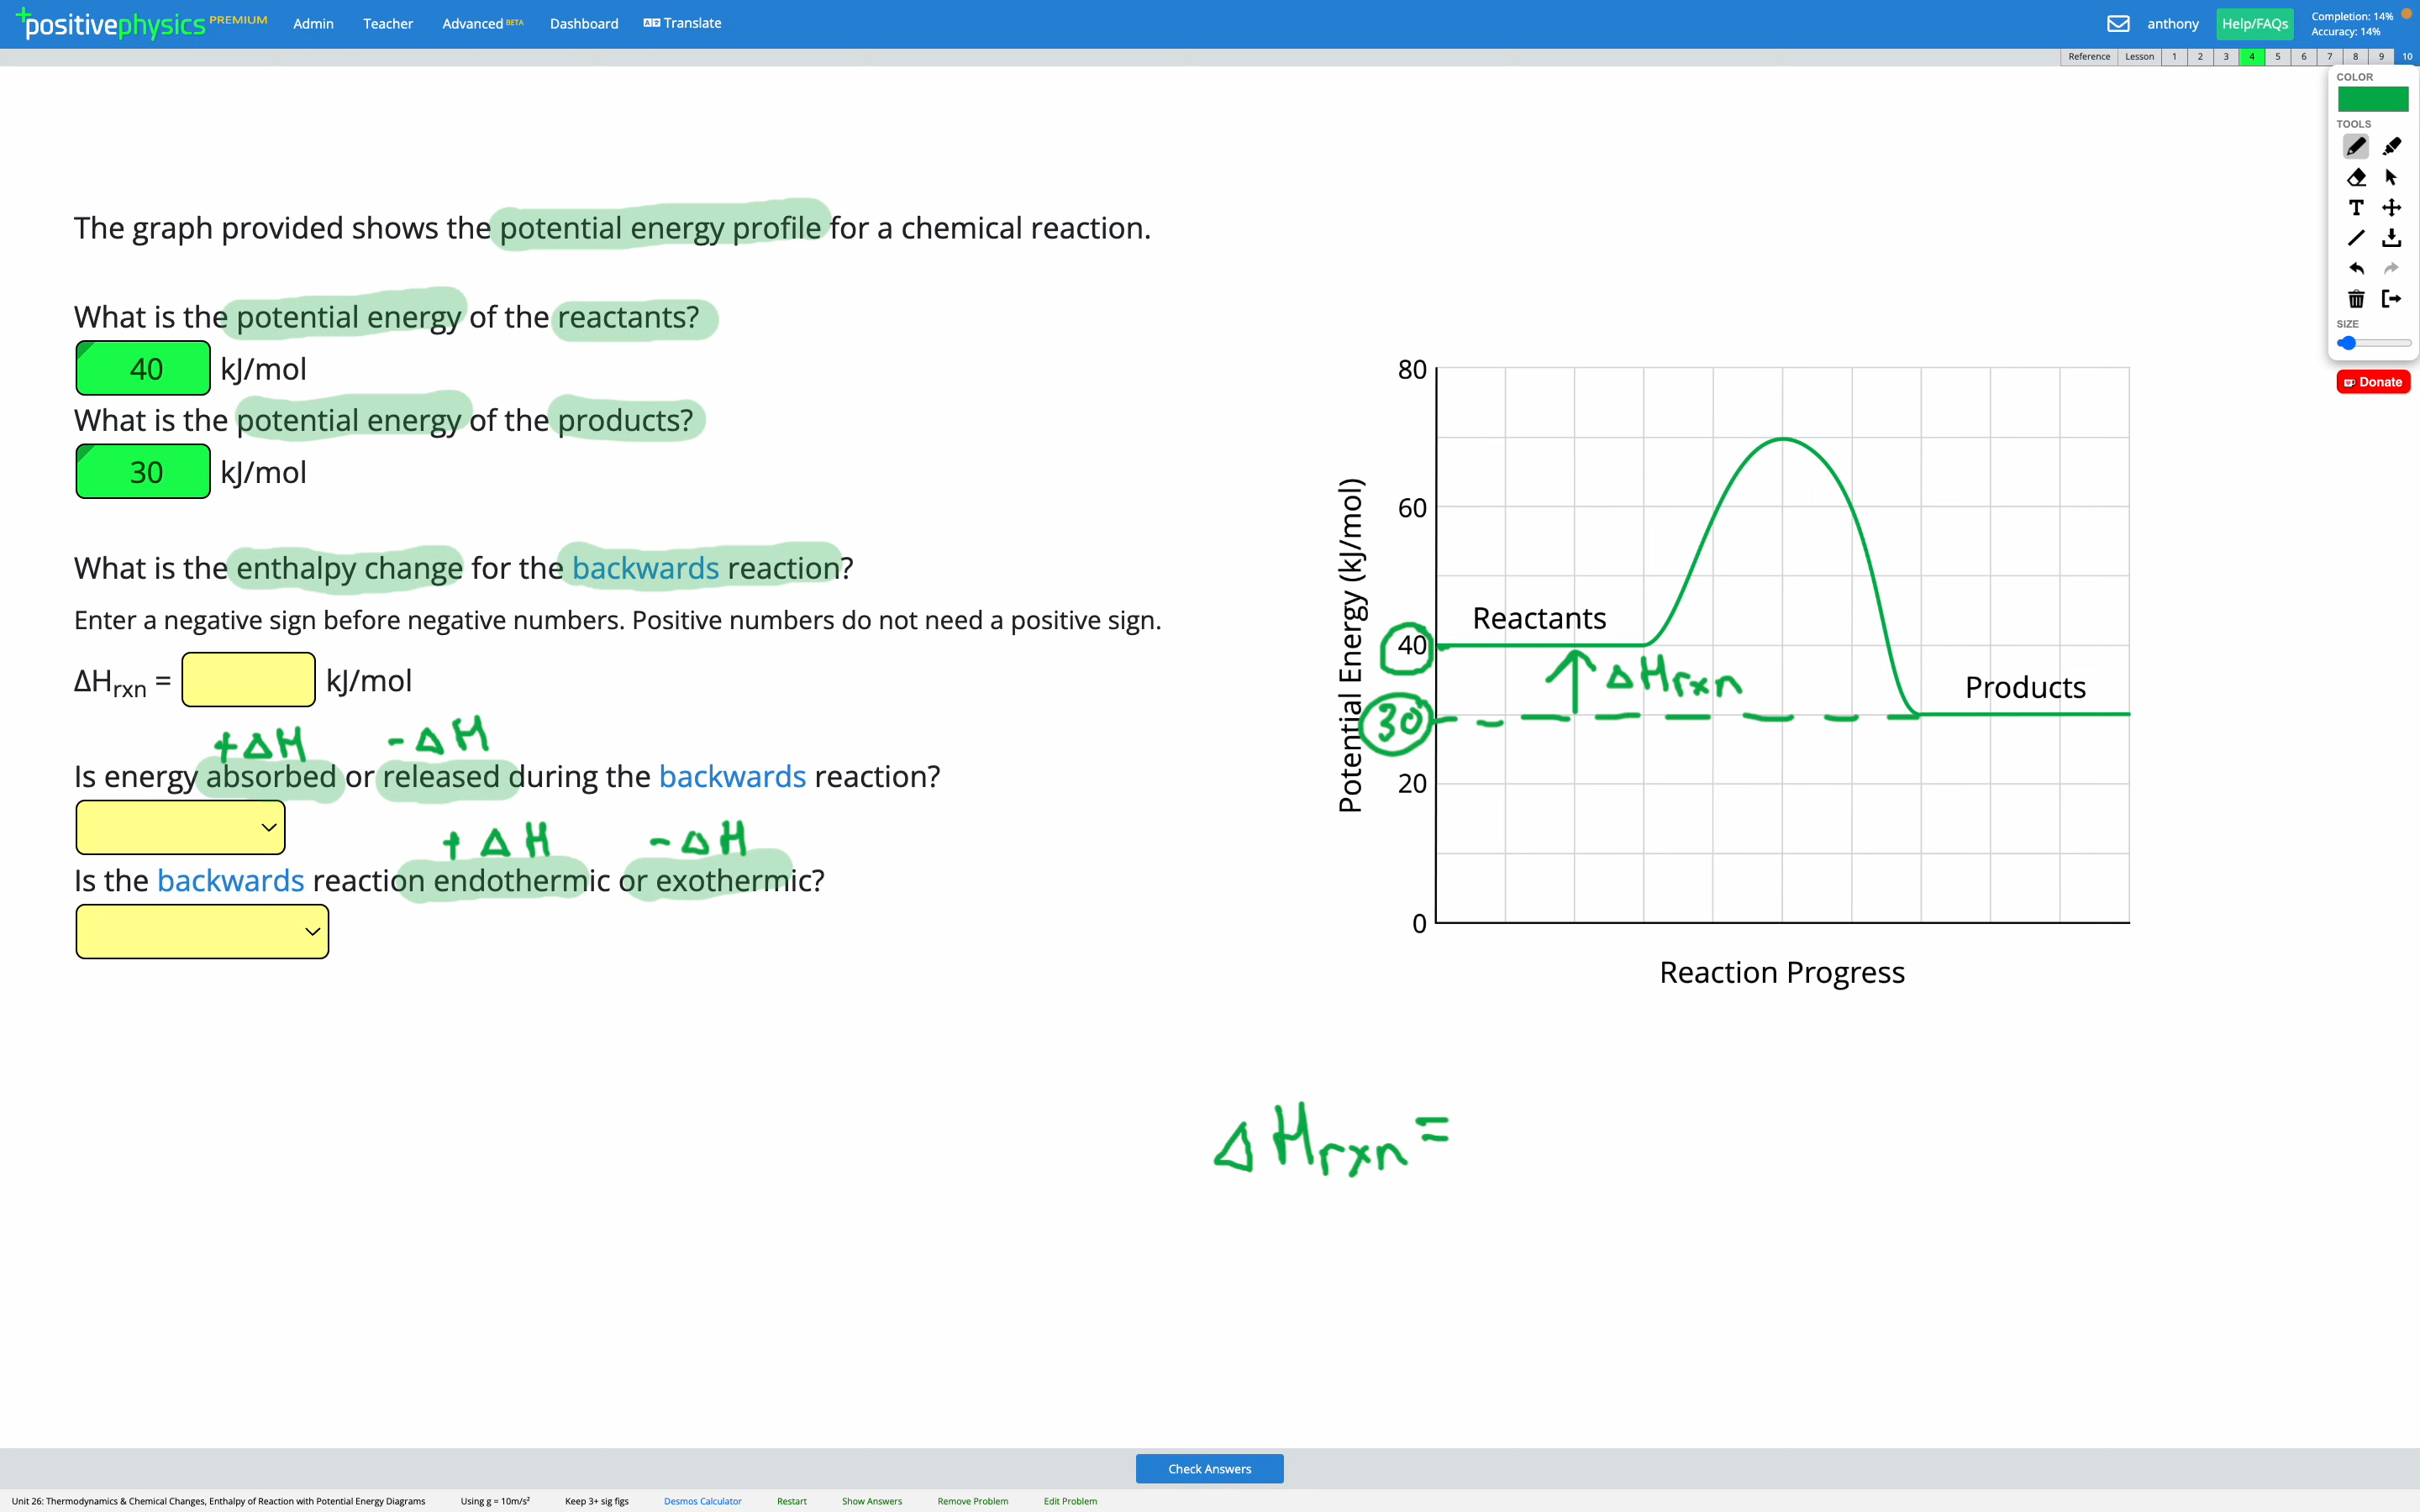 positivephysics PREMIUM Admin Teacher Advanced BETA Dashboard Translate anthony Help/FAQs Completion: 14%
Accuracy: 14%
Reference Lesson 1 2 3 4 5 6 7 8 9 10
COLOR
TOOLS
SIZE
Donate
The graph provided shows the potential energy profile for a chemical reaction.
What is the potential energy of the reactants?
40 kJ/mol
What is the potential energy of the products?
30 kJ/mol
What is the enthalpy change for the backwards reaction?
Enter a negative sign before negative numbers. Positive numbers do not need a positive sign.
ΔHrxn = kJ/mol
+ΔH -ΔH
Is energy absorbed or released during the backwards reaction?
+ΔH -ΔH
Is the backwards reaction endothermic or exothermic?
80
60
40
30
20
0
Potential Energy (kJ/mol)
Reactants
ΔHrxn
Products
Reaction Progress
ΔHrxn =
Check Answers
Unit 26: Thermodynamics & Chemical Changes, Enthalpy of Reaction with Potential Energy Diagrams Using g = 10m/s² Keep 3+ sig figs Desmos Calculator Restart Show Answers Remove Problem Edit Problem